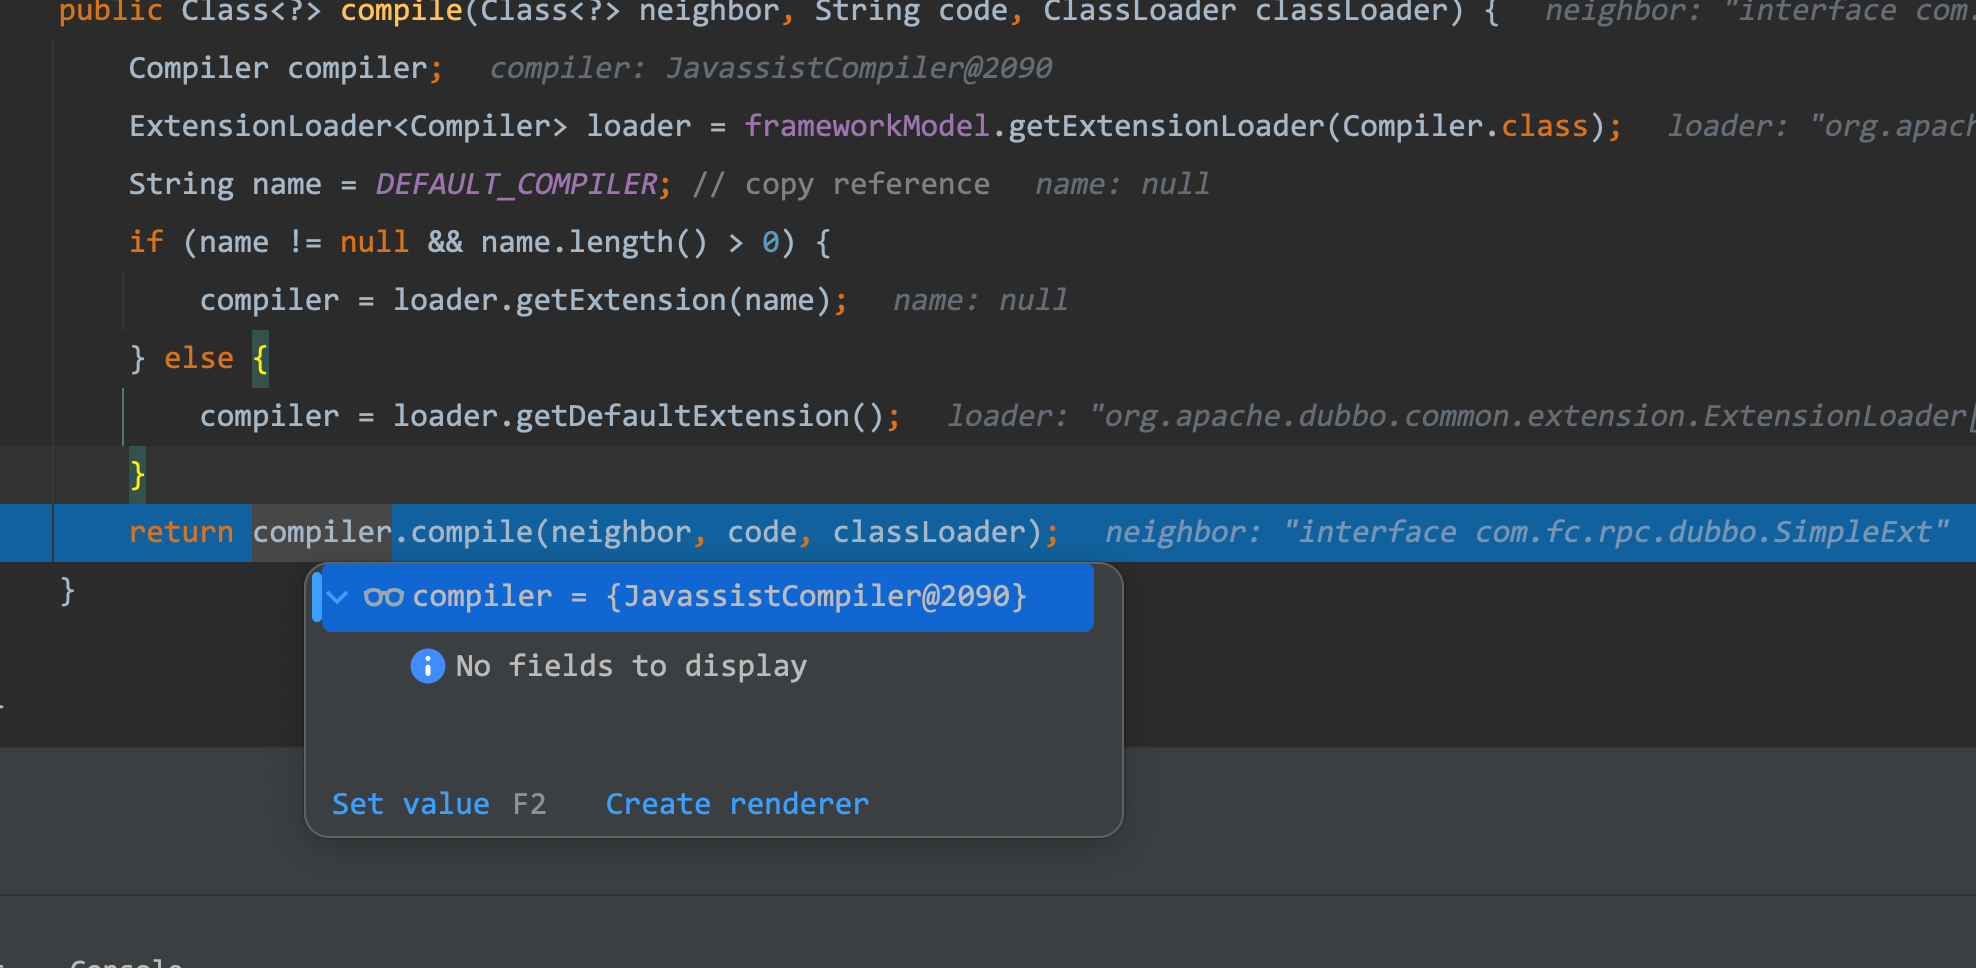 public Class<?> compile(Class<?> neighbor, String code, ClassLoader classLoader) {   neighbor: "interface com.
Compiler compiler;   compiler: JavassistCompiler@2090
ExtensionLoader<Compiler> loader = frameworkModel.getExtensionLoader(Compiler.class);   loader: "org.apach
String name = DEFAULT_COMPILER; // copy reference   name: null
if (name != null && name.length() > 0) {
compiler = loader.getExtension(name);   name: null
} else {
compiler = loader.getDefaultExtension();   loader: "org.apache.dubbo.common.extension.ExtensionLoader[
}
return compiler.compile(neighbor, code, classLoader);   neighbor: "interface com.fc.rpc.dubbo.SimpleExt"
}
compiler = {JavassistCompiler@2090}
No fields to display
Set value F2   Create renderer
Console